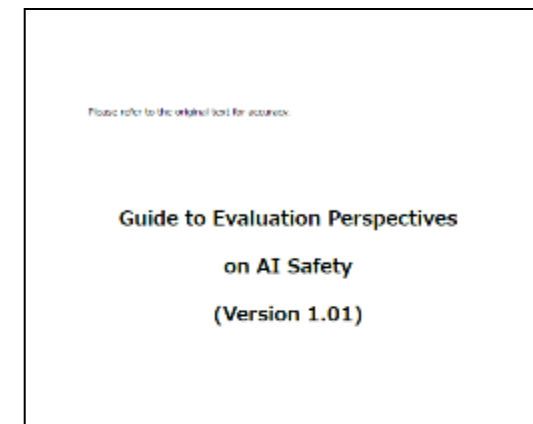 Please refer to the original text for accuracy.
Guide to Evaluation Perspectives
on AI Safety
(Version 1.01)